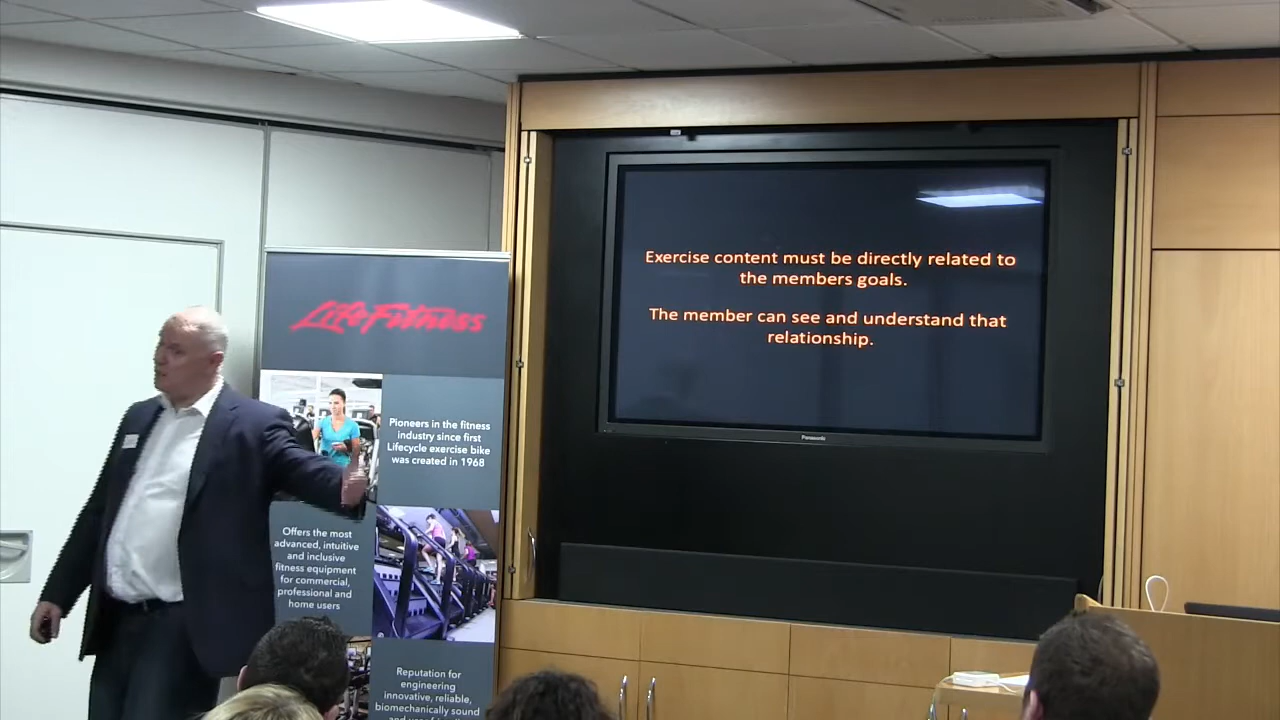 Life Fitness
Pioneers in the fitness
industry since first
Lifecycle exercise bike
was created in 1968
Offers the most
advanced, intuitive
and inclusive
fitness equipment
for commercial,
professional and
home users
Reputation for
engineering
innovative, reliable,
biomechanically sound
Exercise content must be directly related to
the members goals.
The member can see and understand that
relationship.
Panasonic